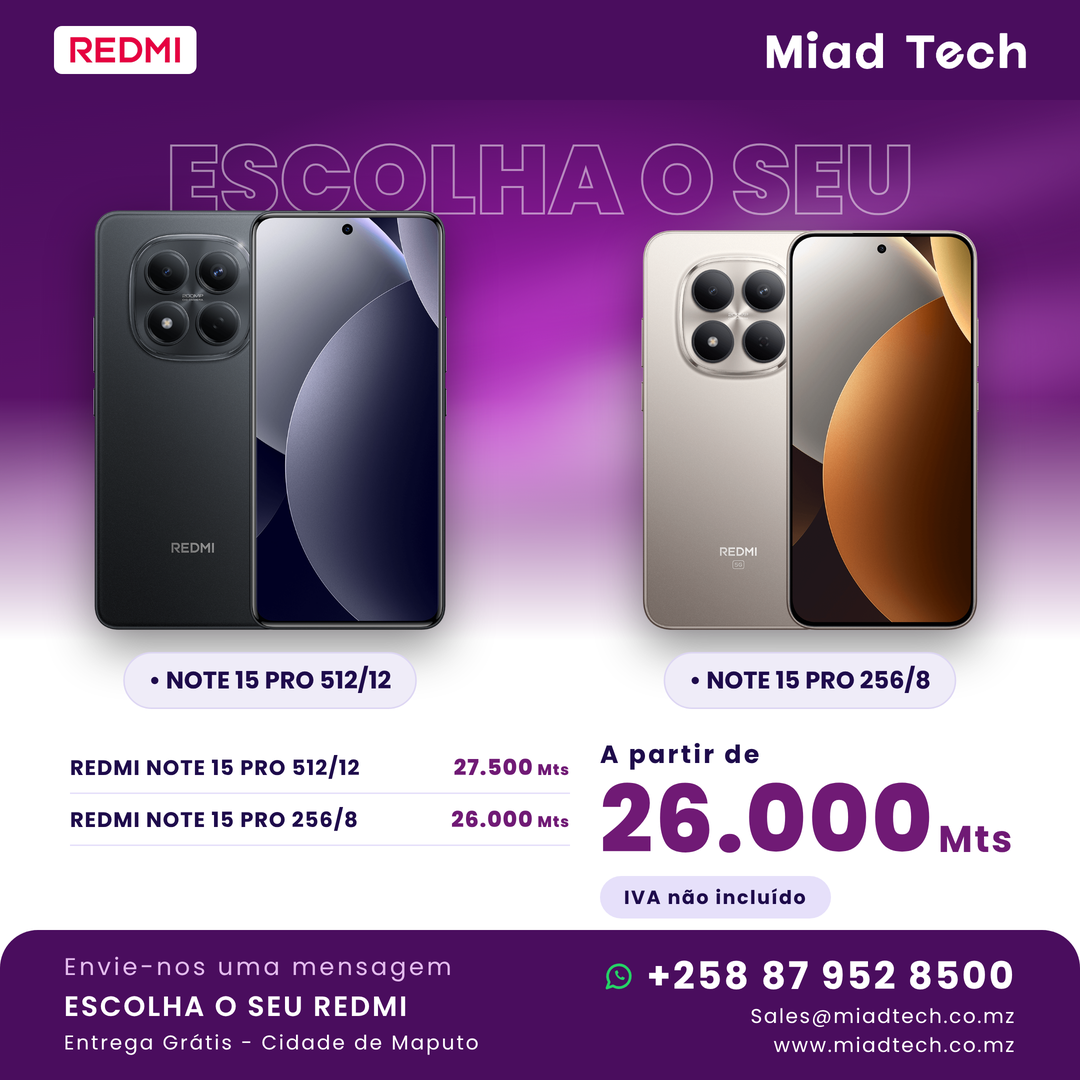 REDMI
Miad Tech
ESCOLHA O SEU
200MP
REDMI
REDMI
5G
• NOTE 15 PRO 512/12
• NOTE 15 PRO 256/8
REDMI NOTE 15 PRO 512/12 27.500 Mts
REDMI NOTE 15 PRO 256/8 26.000 Mts
A partir de
26.000 Mts
IVA não incluído
Envie-nos uma mensagem
ESCOLHA O SEU REDMI
Entrega Grátis - Cidade de Maputo
+258 87 952 8500
Sales@miadtech.co.mz
www.miadtech.co.mz